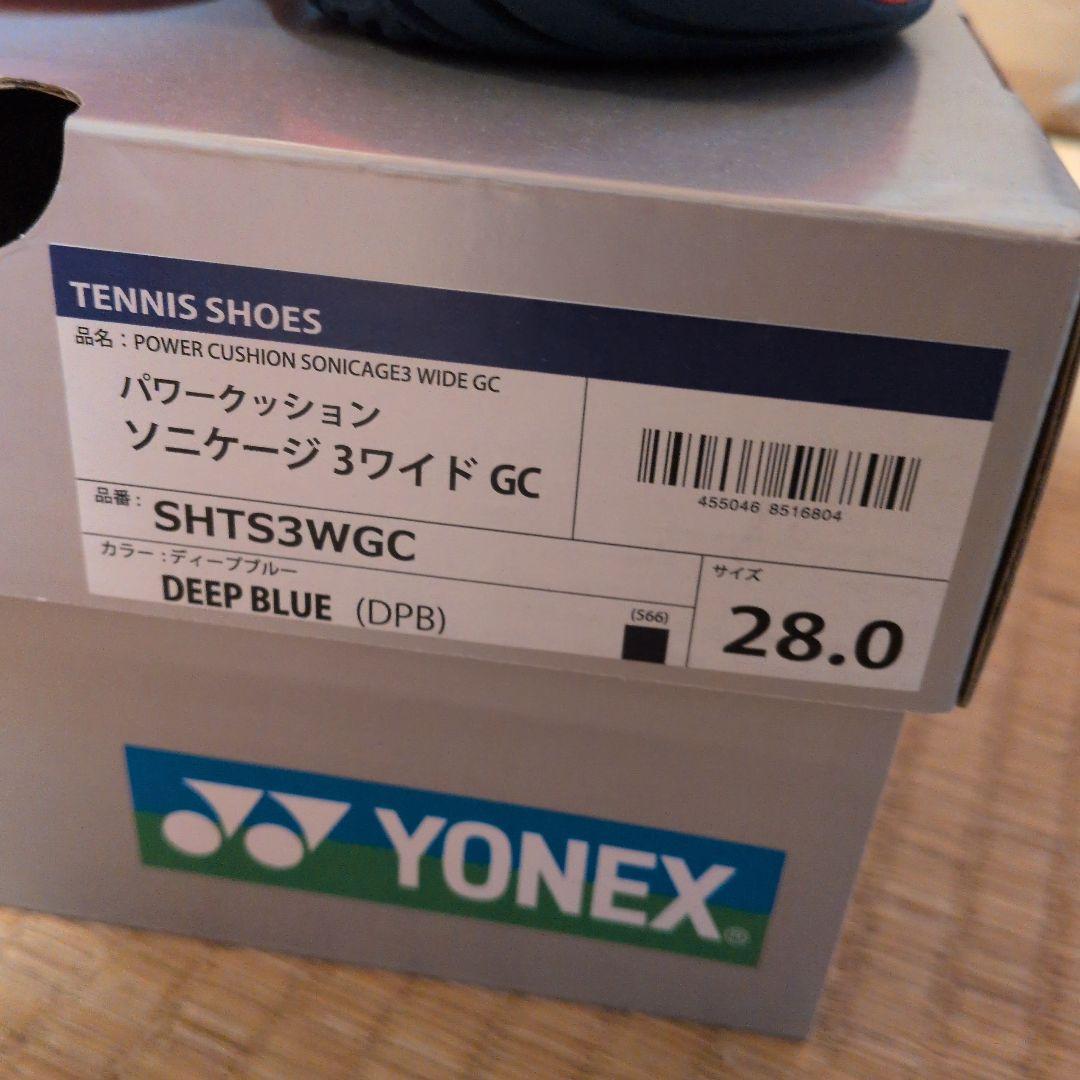 TENNIS SHOES
品名：POWER CUSHION SONICAGE3 WIDE GC
パワークッション
ソニケージ 3ワイド GC
455046 8516804
品番： SHTS3WGC
カラー：ディープブルー
DEEP BLUE (DPB)
(S66)
サイズ
28.0
YONEX®